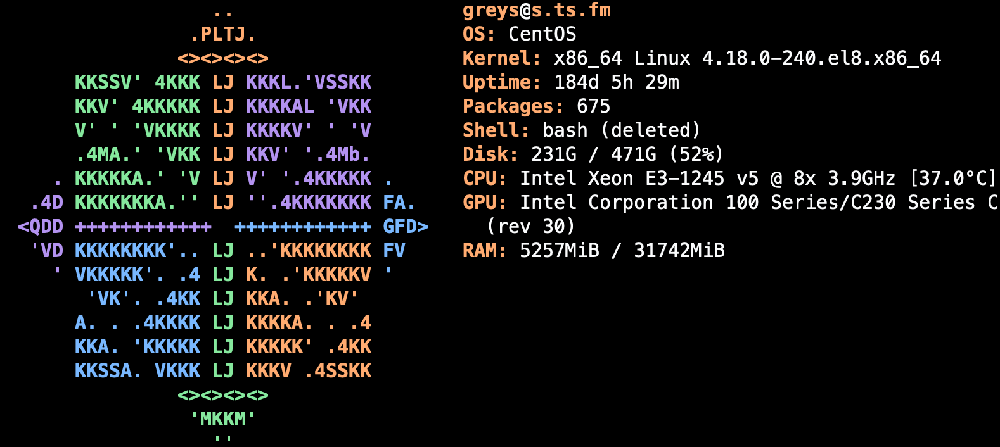 ..
.PLTJ.
<><><><>
KKSSV' 4KKK LJ KKKL.'VSSKK
KKV' 4KKKKK LJ KKKKAL 'VKK
V' ' 'VKKKK LJ KKKKV' ' 'V
.4MA.' 'VKK LJ KKV' '.4Mb.
. KKKKKA.' 'V LJ V' '.4KKKKK .
.4D KKKKKKKA.'' LJ ''.4KKKKKKK FA.
<QDD ++++++++++++  ++++++++++++ GFD>
'VD KKKKKKKK'.. LJ ..'KKKKKKKK FV
' VKKKKK'. .4 LJ K. .'KKKKKV '
'VK'. .4KK LJ KKA. .'KV'
A. . .4KKKK LJ KKKKA. . .4
KKA. 'KKKKK LJ KKKKK' .4KK
KKSSA. VKKK LJ KKKV .4SSKK
<><><><>
'MKKM'
''
greys@s.ts.fm
OS: CentOS
Kernel: x86_64 Linux 4.18.0-240.el8.x86_64
Uptime: 184d 5h 29m
Packages: 675
Shell: bash (deleted)
Disk: 231G / 471G (52%)
CPU: Intel Xeon E3-1245 v5 @ 8x 3.9GHz [37.0°C]
GPU: Intel Corporation 100 Series/C230 Series C
(rev 30)
RAM: 5257MiB / 31742MiB